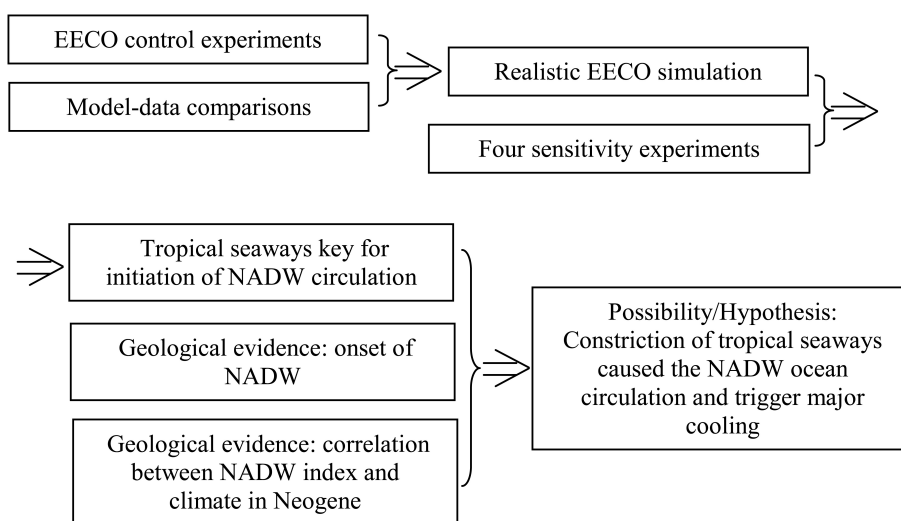 EECO control experiments
Model-data comparisons
Realistic EECO simulation
Four sensitivity experiments
Tropical seaways key for
initiation of NADW circulation
Geological evidence: onset of
NADW
Geological evidence: correlation
between NADW index and
climate in Neogene
Possibility/Hypothesis:
Constriction of tropical seaways
caused the NADW ocean
circulation and trigger major
cooling